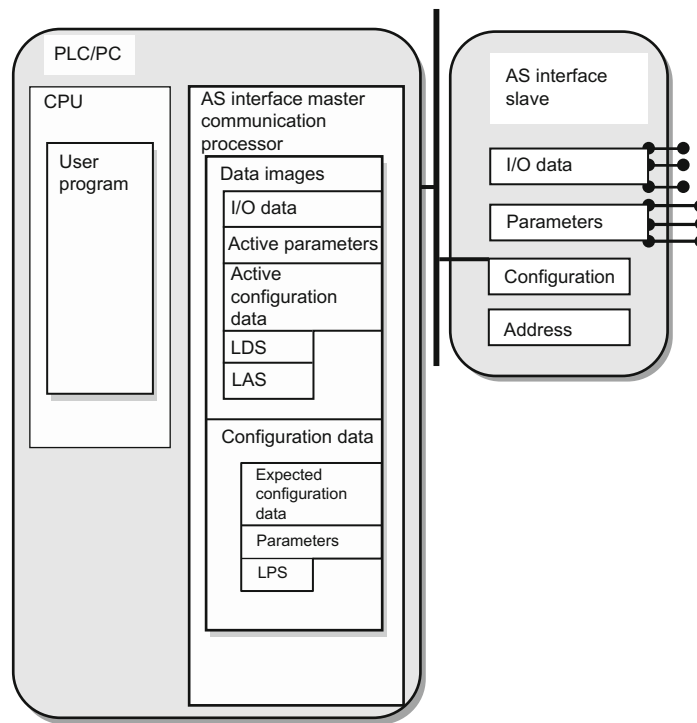 PLC/PC
CPU
User
program
AS interface master
communication
processor
Data images
I/O data
Active parameters
Active
configuration
data
LDS
LAS
Configuration data
Expected
configuration
data
Parameters
LPS
AS interface
slave
I/O data
Parameters
Configuration
Address